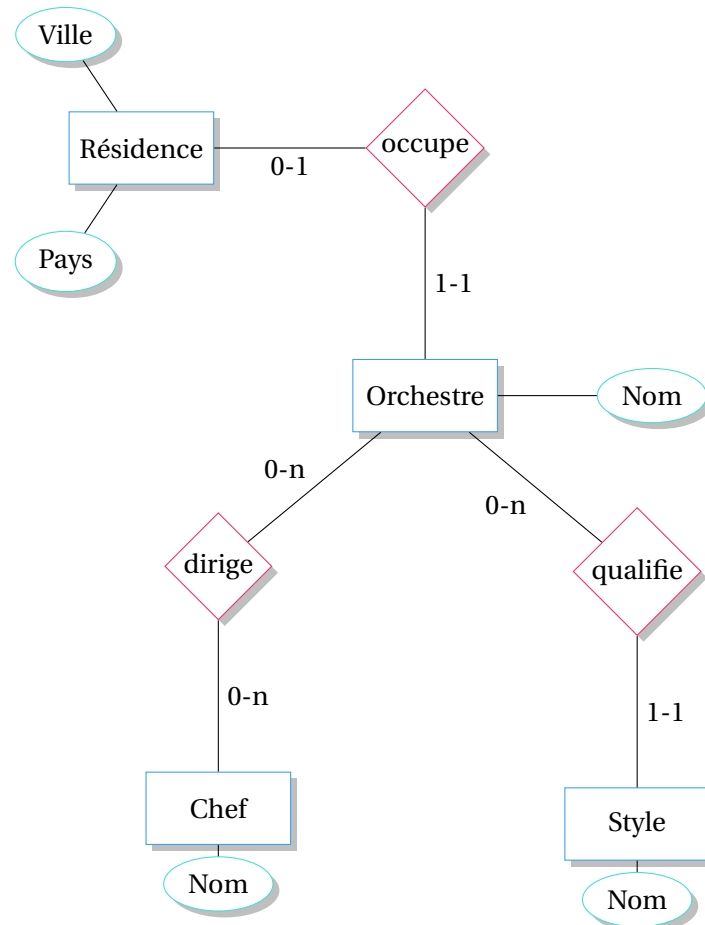 Ville
Résidence
0-1
occupe
Pays
1-1
Orchestre
Nom
0-n
0-n
dirige
qualifie
0-n
1-1
Chef
Style
Nom
Nom